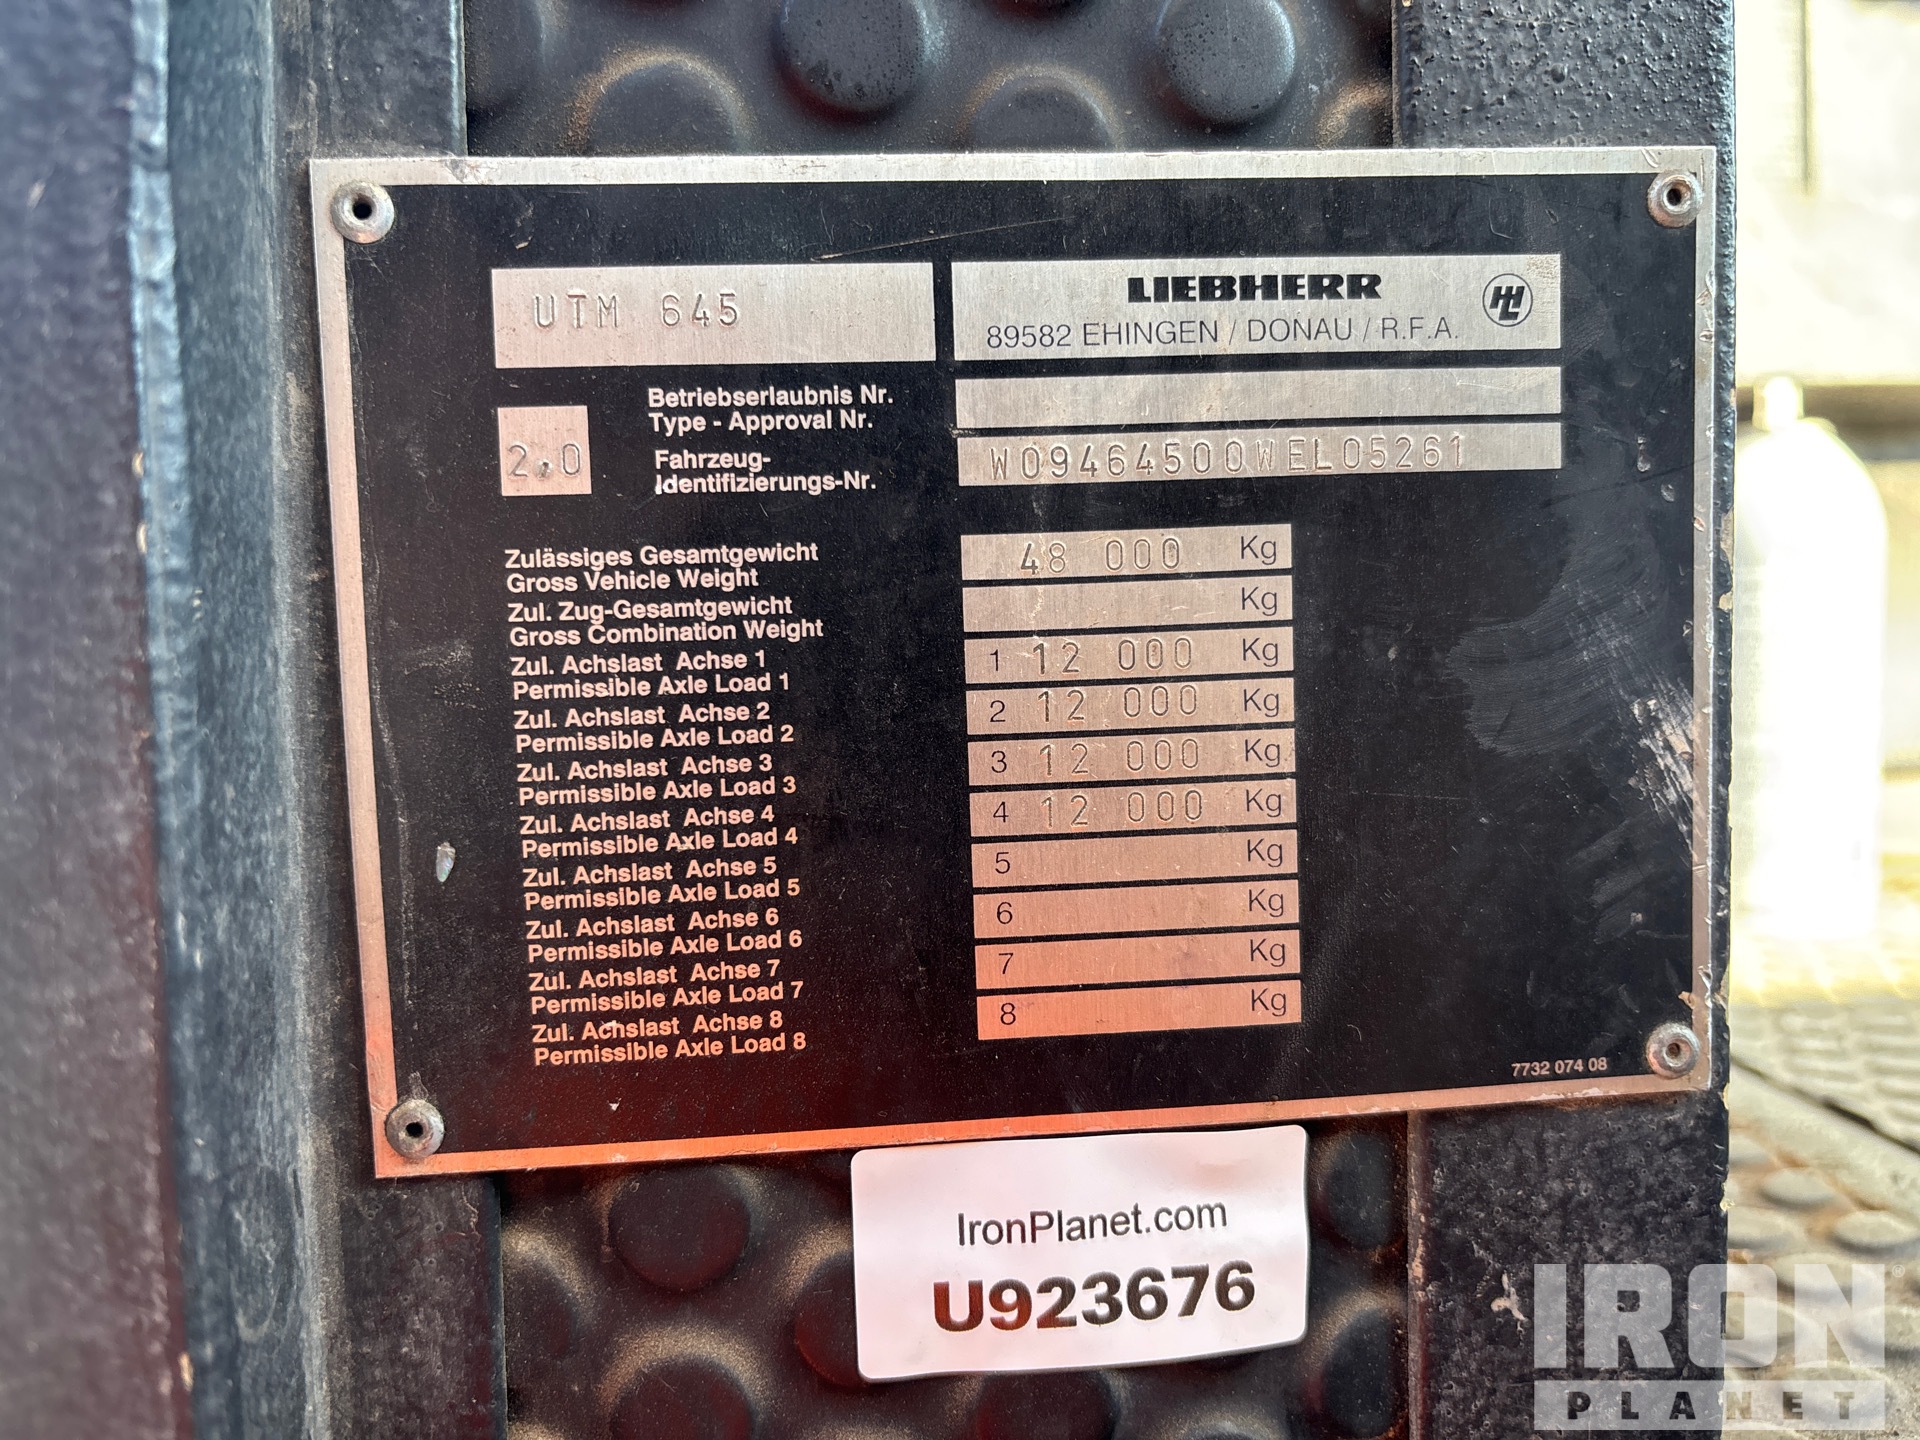 UTM 645
LIEBHERR
89582 EHINGEN / DONAU / R.F.A.
2.0
Betriebserlaubnis Nr.
Type - Approval Nr.
Fahrzeug-
Identifizierungs-Nr.
W09464500WEL05261
Zulässiges Gesamtgewicht
Gross Vehicle Weight
48 000 Kg
Zul. Zug-Gesamtgewicht
Gross Combination Weight
Kg
Zul. Achslast Achse 1
Permissible Axle Load 1
1 12 000 Kg
Zul. Achslast Achse 2
Permissible Axle Load 2
2 12 000 Kg
Zul. Achslast Achse 3
Permissible Axle Load 3
3 12 000 Kg
Zul. Achslast Achse 4
Permissible Axle Load 4
4 12 000 Kg
Zul. Achslast Achse 5
Permissible Axle Load 5
5 Kg
Zul. Achslast Achse 6
Permissible Axle Load 6
6 Kg
Zul. Achslast Achse 7
Permissible Axle Load 7
7 Kg
Zul. Achslast Achse 8
Permissible Axle Load 8
8 Kg
7732 074 08
IronPlanet.com
U923676
IRON
PLANET